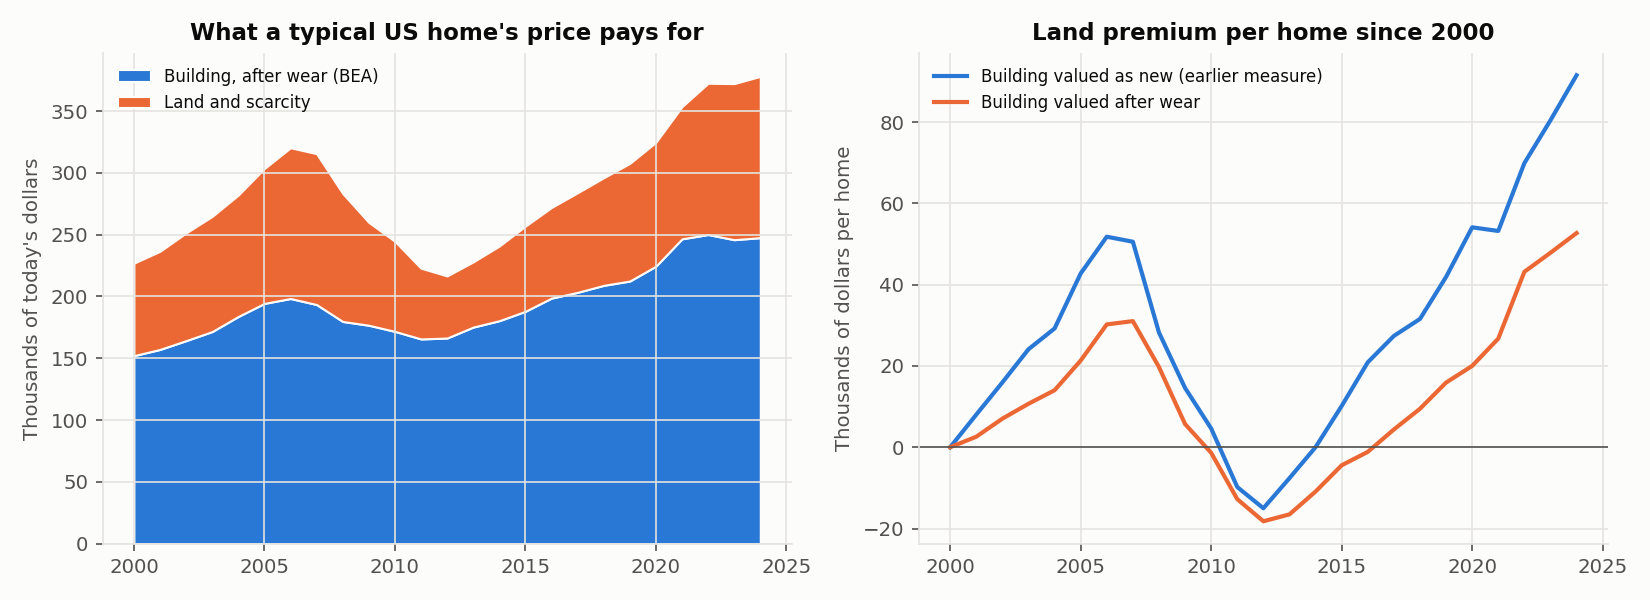 What a typical US home's price pays for
Building, after wear (BEA)
Land and scarcity
Thousands of today's dollars
350
300
250
200
150
100
50
0
2000 2005 2010 2015 2020 2025
Land premium per home since 2000
Building valued as new (earlier measure)
Building valued after wear
Thousands of dollars per home
80
60
40
20
0
−20
2000 2005 2010 2015 2020 2025